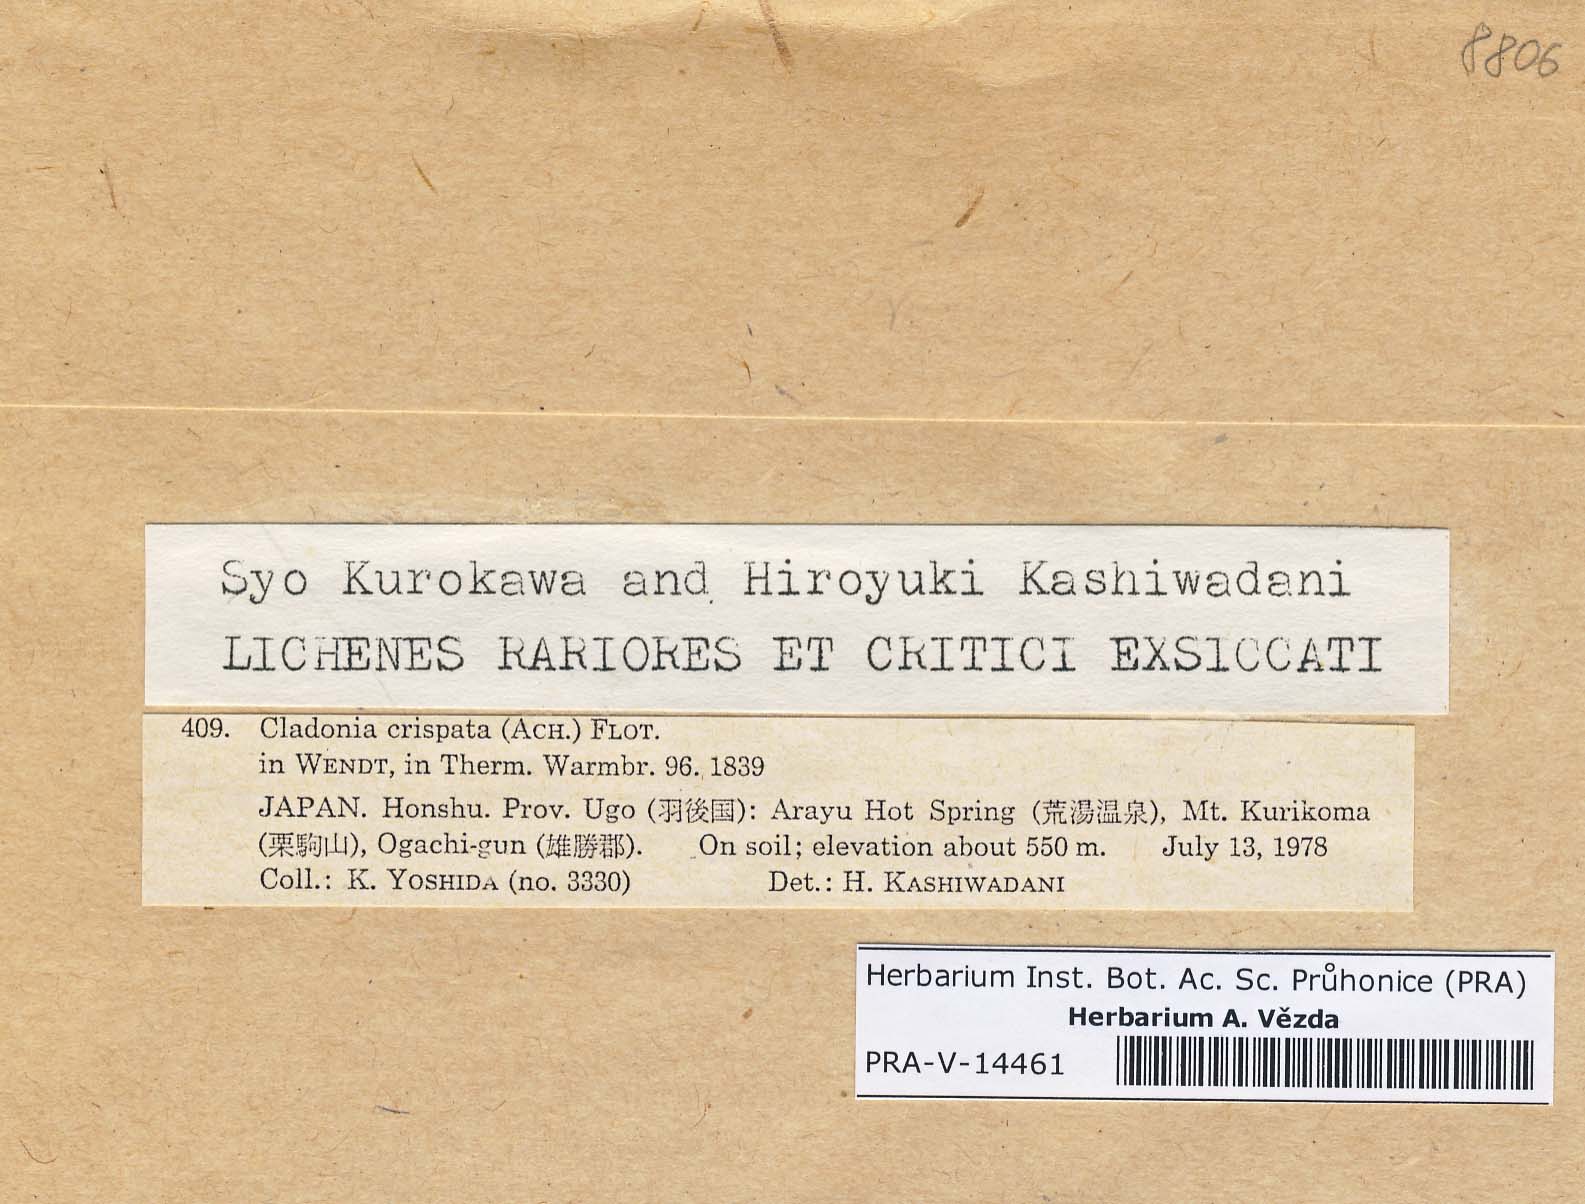 8806
Syo Kurokawa and Hiroyuki Kashiwadani
LICHENES RARIORES ET CRITICI EXS1CCATI
409. Cladonia crispata (ACH.) FLOT.
in WENDT, in Therm. Warmbr. 96. 1839
JAPAN. Honshu. Prov. Ugo (羽後国): Arayu Hot Spring (荒湯温泉), Mt. Kurikoma
(栗駒山), Ogachi-gun (雄勝郡). On soil; elevation about 550 m. July 13, 1978
Coll.: K. YOSHIDA (no. 3330) Det.: H. KASHIWADANI
Herbarium Inst. Bot. Ac. Sc. Průhonice (PRA)
Herbarium A. Vězda
PRA-V-14461